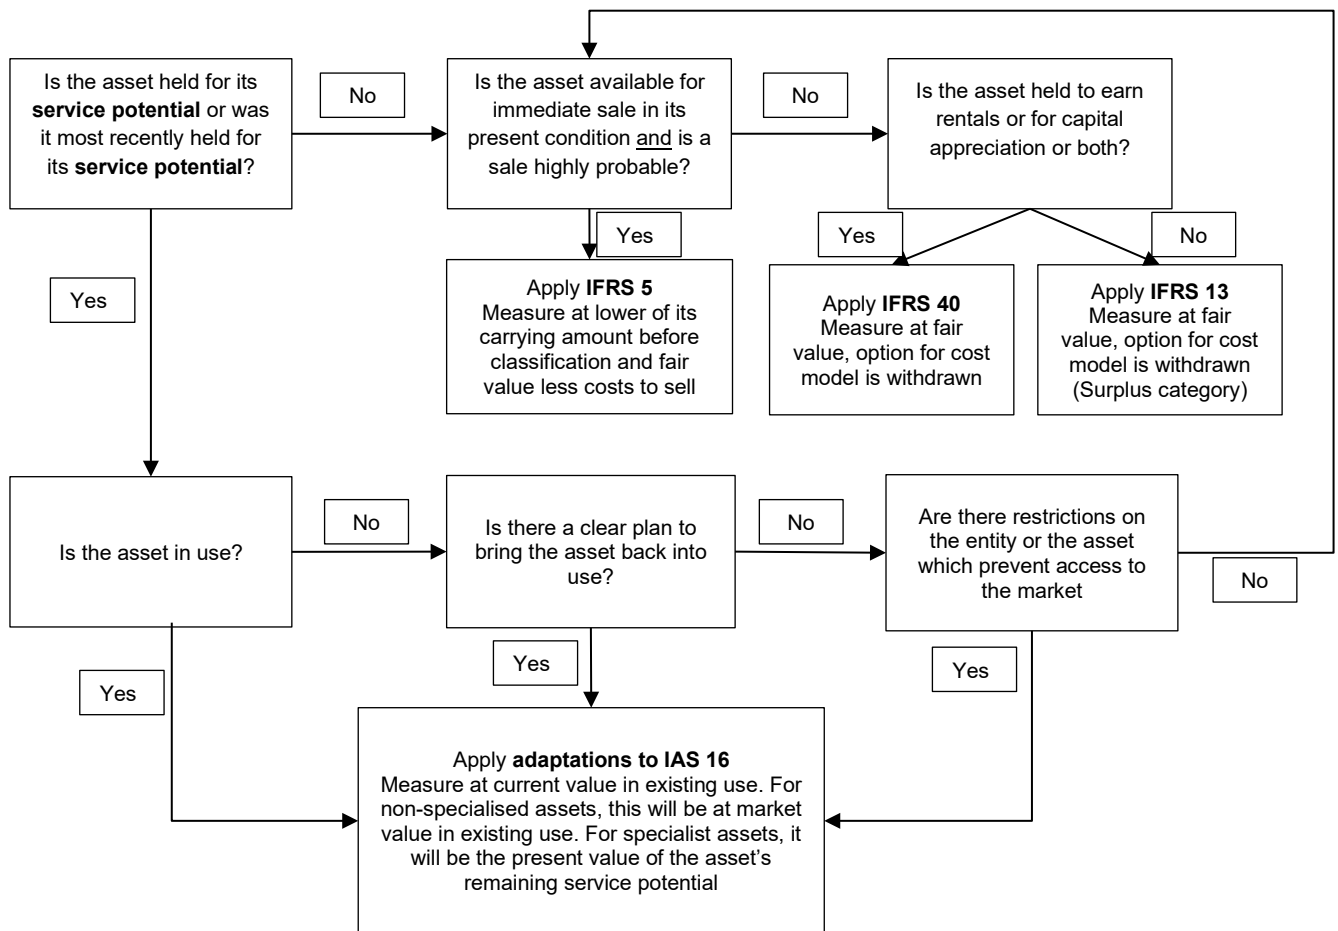 Is the asset held for its
service potential or was
it most recently held for
its service potential?
No
Is the asset available for
immediate sale in its
present condition and is a
sale highly probable?
No
Is the asset held to earn
rentals or for capital
appreciation or both?
Yes
Yes
Yes
No
Apply IFRS 5
Measure at lower of its
carrying amount before
classification and fair
value less costs to sell
Apply IFRS 40
Measure at fair
value, option for cost
model is withdrawn
Apply IFRS 13
Measure at fair
value, option for cost
model is withdrawn
(Surplus category)
Is the asset in use?
No
Is there a clear plan to
bring the asset back into
use?
No
Are there restrictions on
the entity or the asset
which prevent access to
the market
No
Yes
Yes
Yes
Apply adaptations to IAS 16
Measure at current value in existing use. For
non-specialised assets, this will be at market
value in existing use. For specialist assets, it
will be the present value of the asset’s
remaining service potential